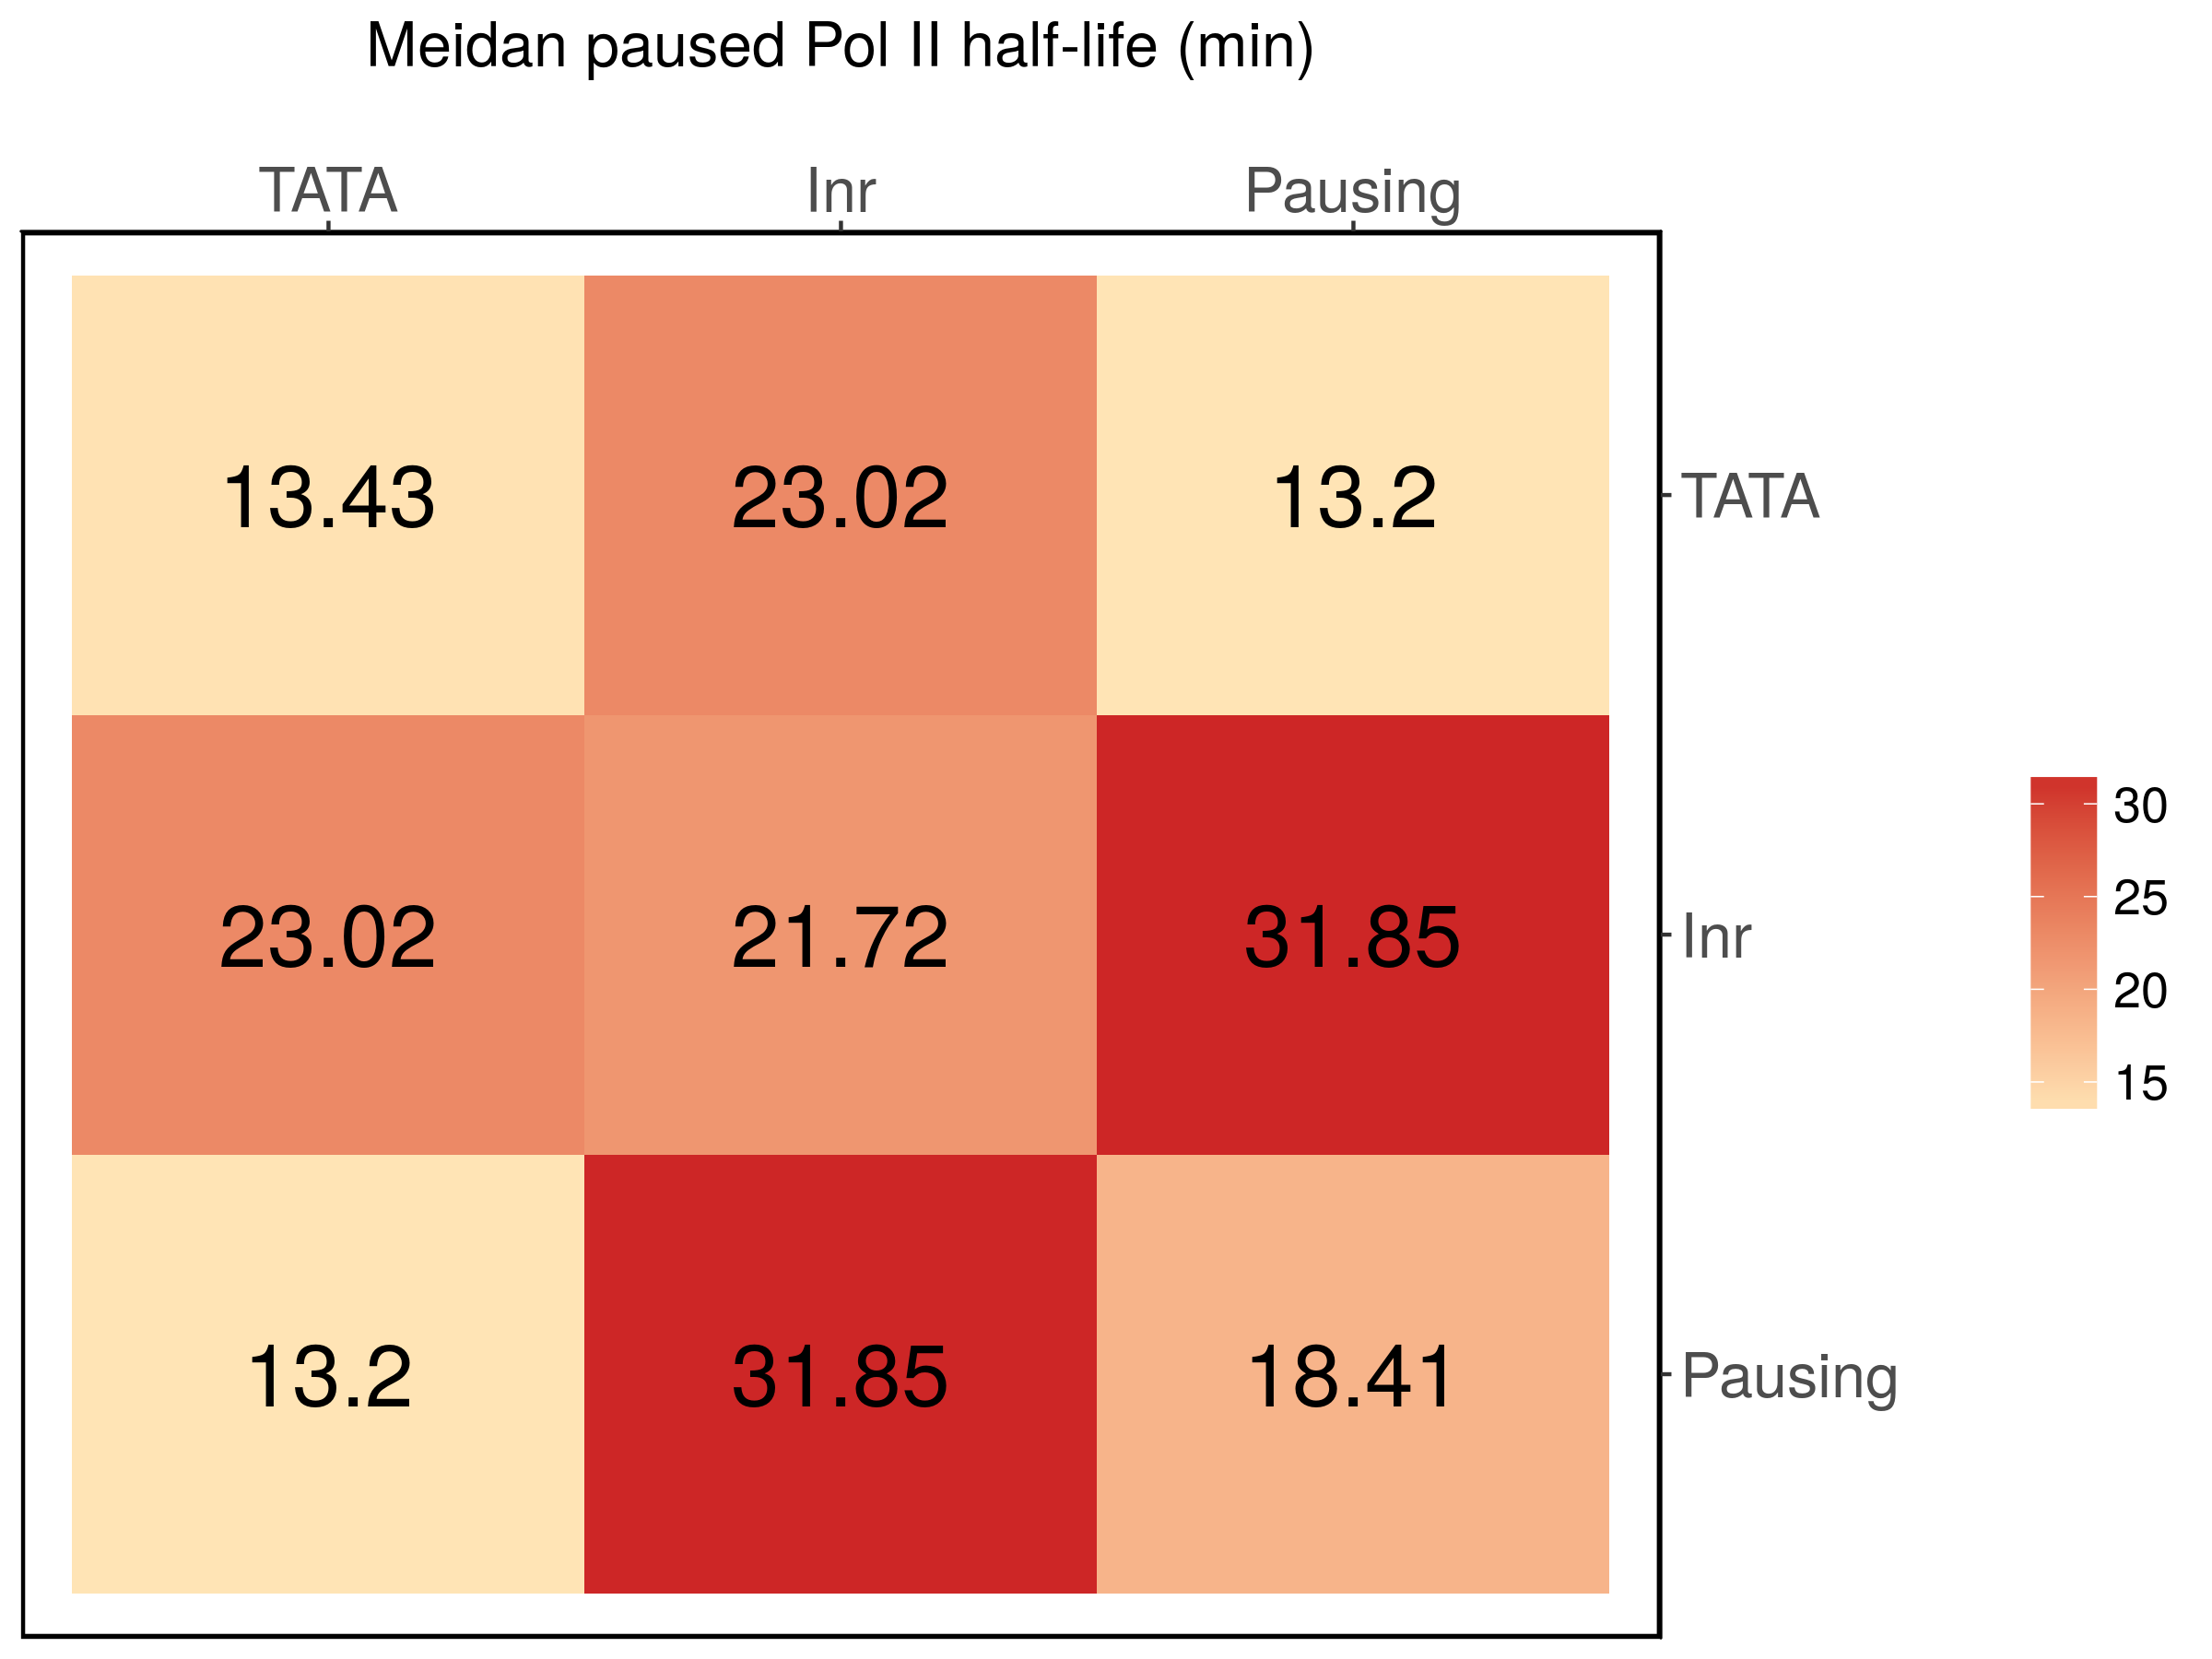 Meidan paused Pol II half-life (min)
TATA Inr Pausing
13.43 23.02 13.2 TATA
23.02 21.72 31.85 Inr
13.2 31.85 18.41 Pausing
30
25
20
15